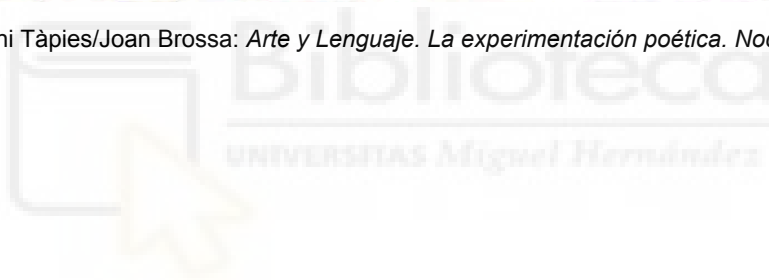 ni Tàpies/Joan Brossa: Arte y Lenguaje. La experimentación poética. Noc
Biblioteca
UNIVERSITAS Miguel Hernández